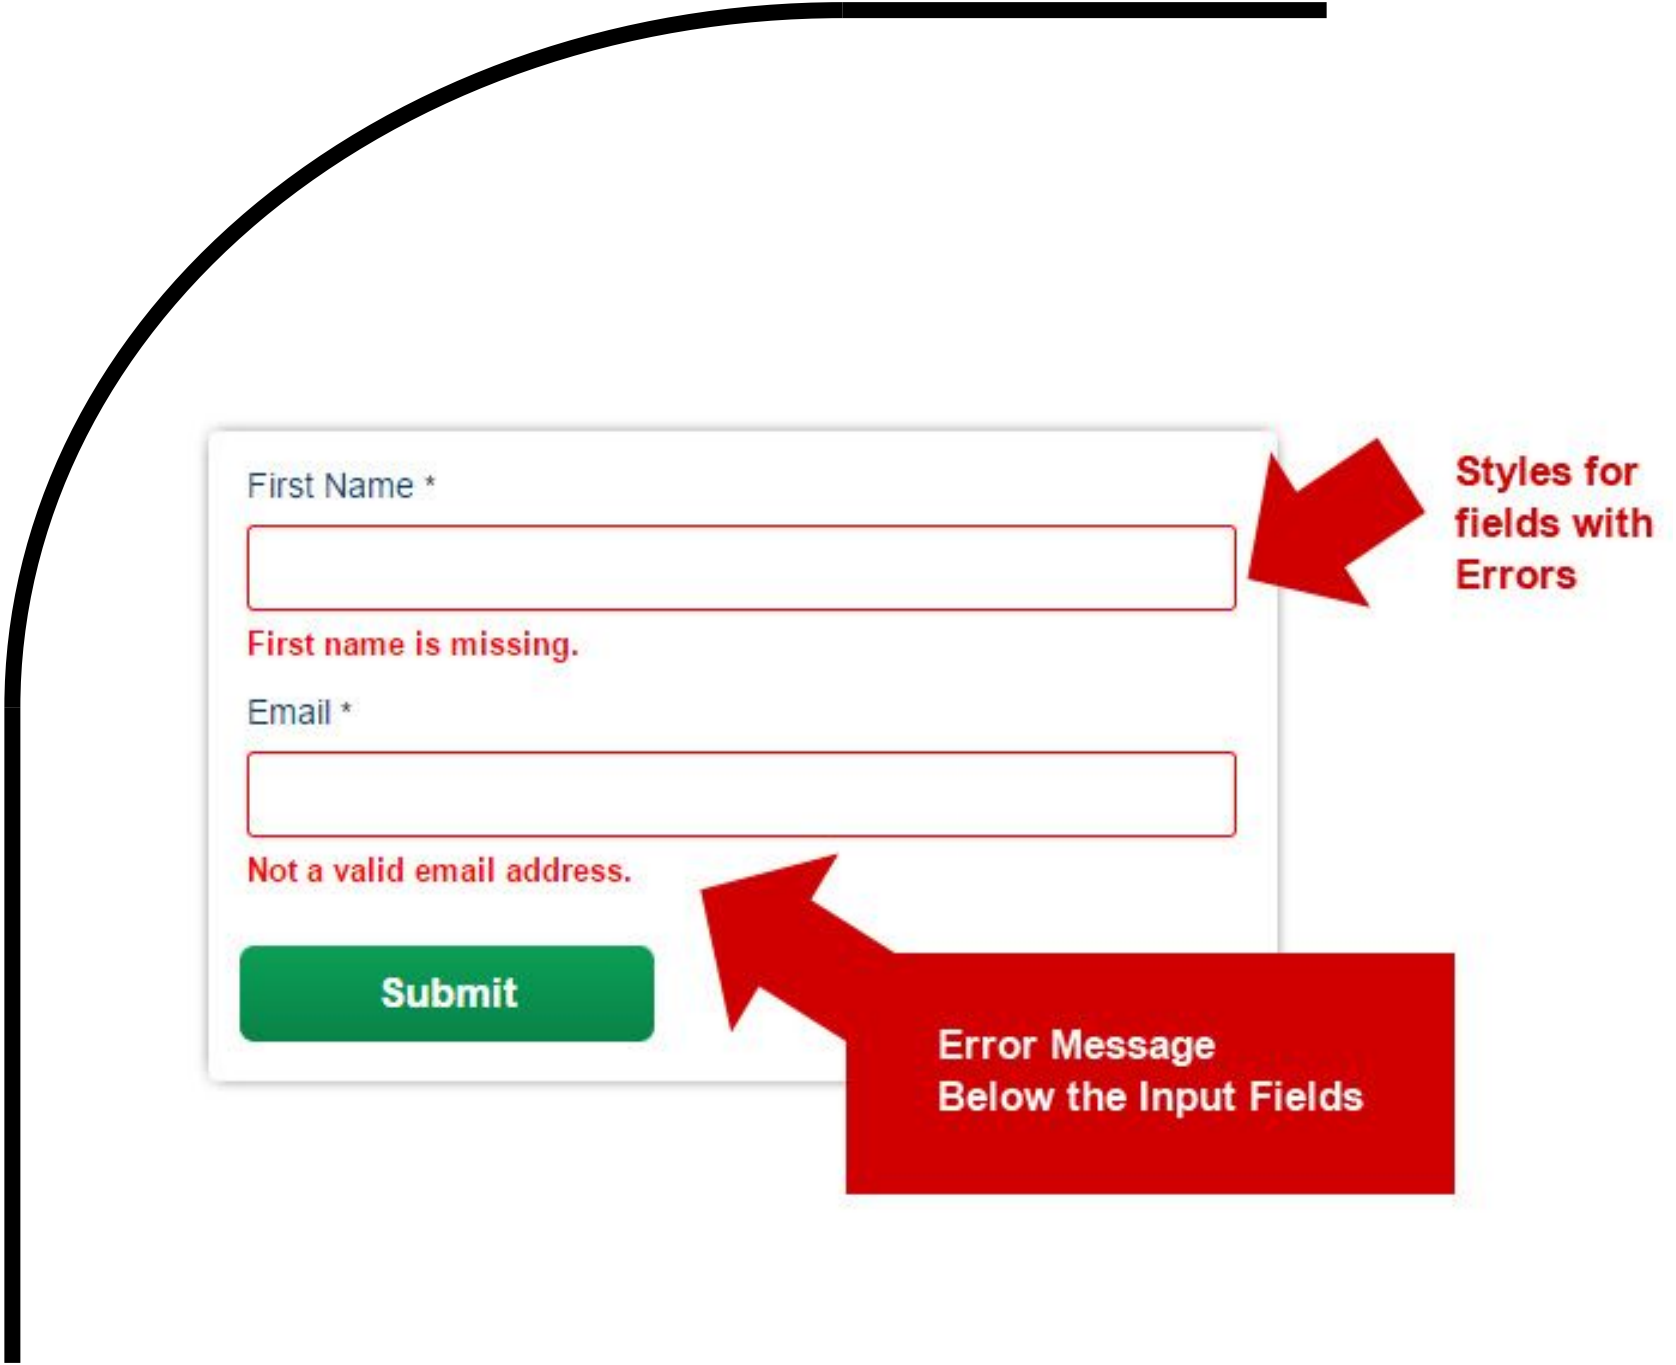 First Name *
First name is missing.
Email *
Not a valid email address.
Submit
Styles for
fields with
Errors
Error Message
Below the Input Fields